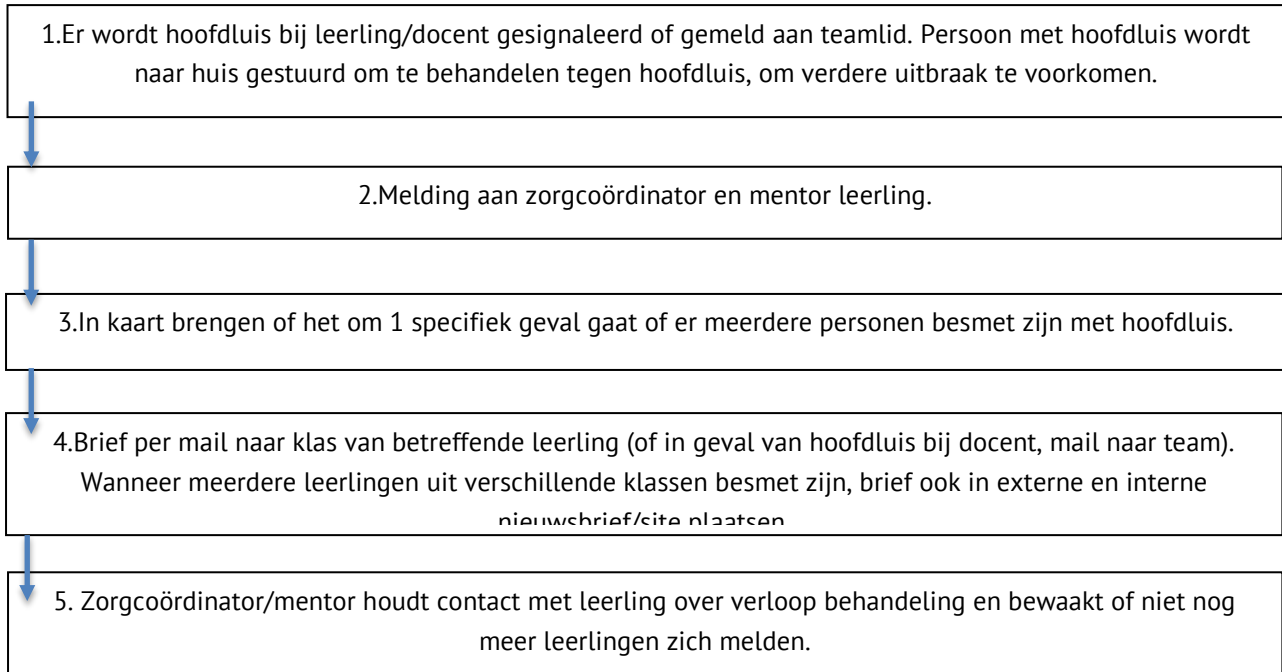 1.Er wordt hoofdluis bij leerling/docent gesignaleerd of gemeld aan teamlid. Persoon met hoofdluis wordt
naar huis gestuurd om te behandelen tegen hoofdluis, om verdere uitbraak te voorkomen.
2.Melding aan zorgcoördinator en mentor leerling.
3.In kaart brengen of het om 1 specifiek geval gaat of er meerdere personen besmet zijn met hoofdluis.
4.Brief per mail naar klas van betreffende leerling (of in geval van hoofdluis bij docent, mail naar team).
Wanneer meerdere leerlingen uit verschillende klassen besmet zijn, brief ook in externe en interne
nieuwsbrief/site plaatsen
5. Zorgcoördinator/mentor houdt contact met leerling over verloop behandeling en bewaakt of niet nog
meer leerlingen zich melden.